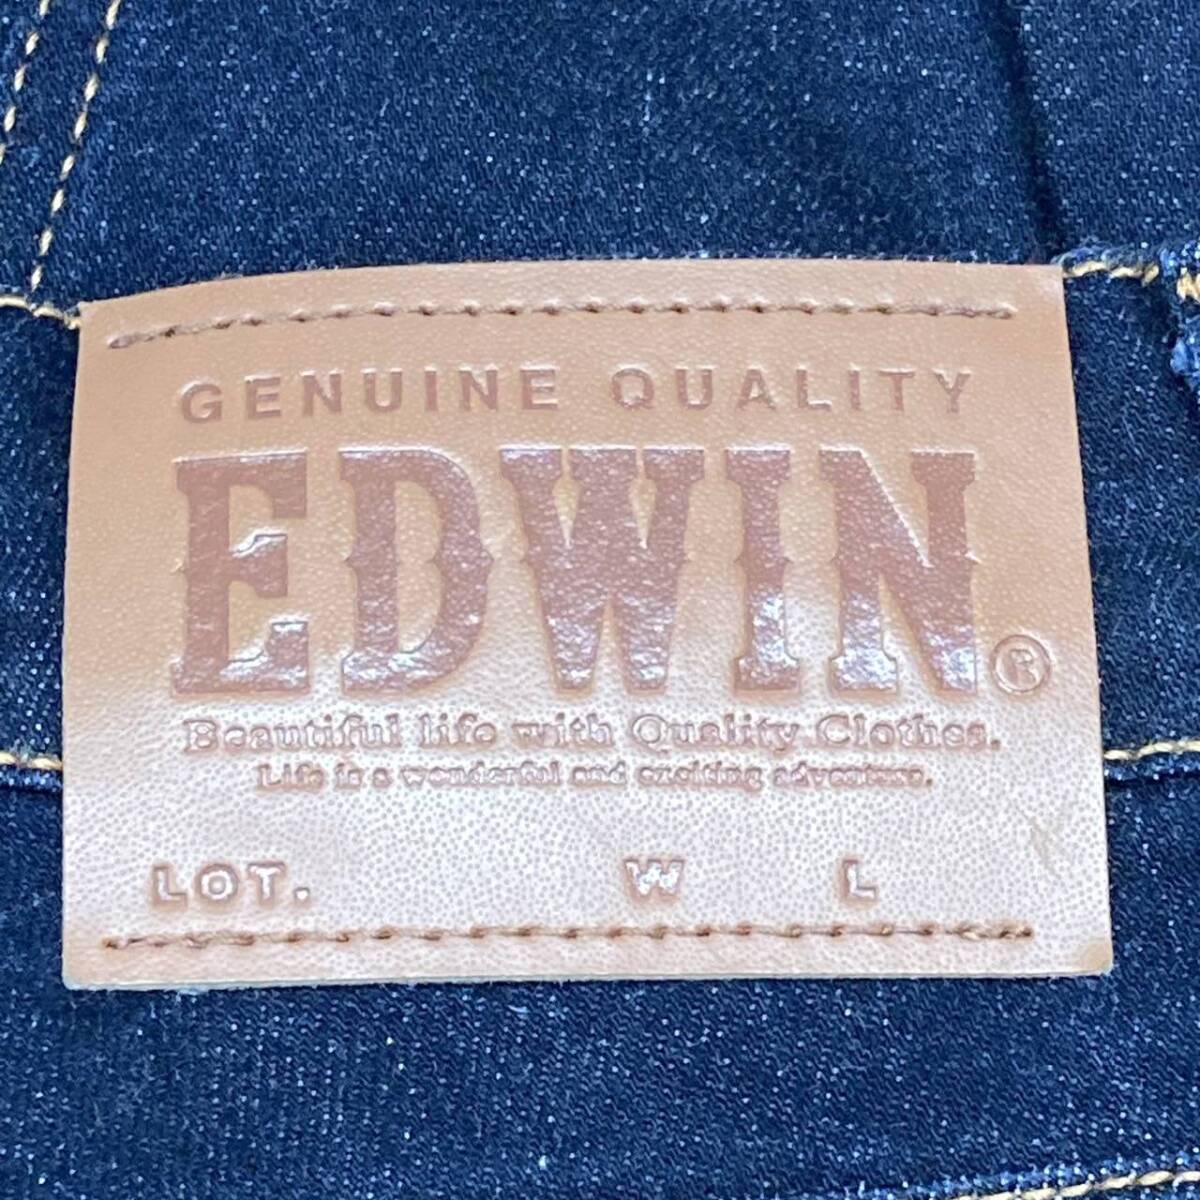 GENUINE QUALITY
EDWIN®
Beautiful life with Quality Clothes.
Life is a wonderful and exciting adventure.
LOT. W L